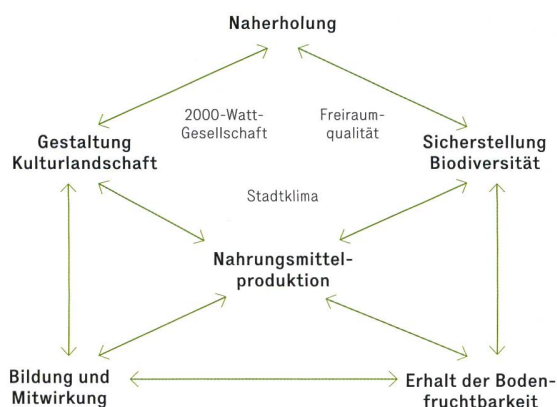 Naherholung
2000-Watt-
Gesellschaft
Freiraum-
qualität
Gestaltung
Kulturlandschaft
Sicherstellung
Biodiversität
Stadtklima
Nahrungsmittel-
produktion
Bildung und
Mitwirkung
Erhalt der Boden-
fruchtbarkeit